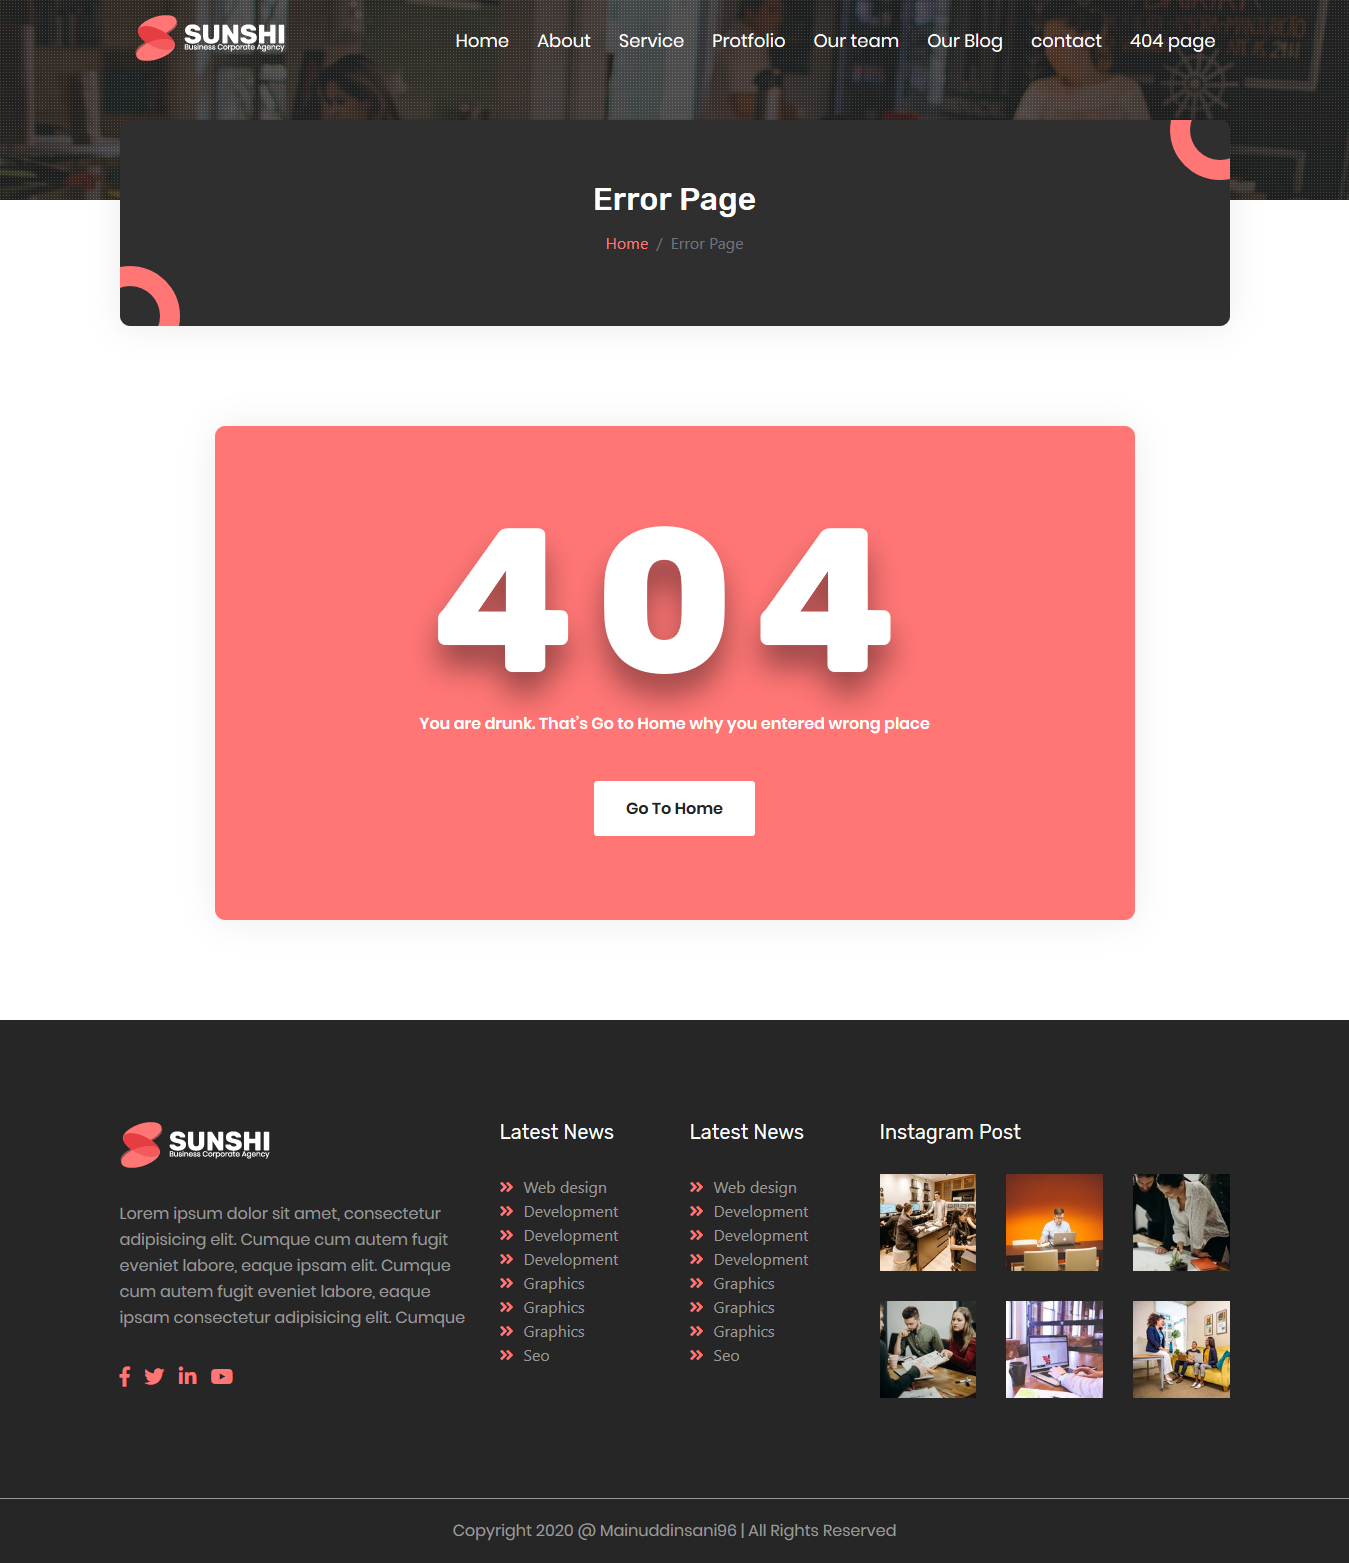 SUNSHI
Business Corporate Agency
Home About Service Protfolio Our team Our Blog contact 404 page
Error Page
Home / Error Page
404
You are drunk. That's Go to Home why you entered wrong place
Go To Home
SUNSHI
Business Corporate Agency
Lorem ipsum dolor sit amet, consectetur
adipisicing elit. Cumque cum autem fugit
eveniet labore, eaque ipsam elit. Cumque
cum autem fugit eveniet labore, eaque
ipsam consectetur adipisicing elit. Cumque
Latest News
Web design
Development
Development
Development
Graphics
Graphics
Graphics
Seo
Latest News
Web design
Development
Development
Development
Graphics
Graphics
Graphics
Seo
Instagram Post
Copyright 2020 @ Mainuddinsani96 | All Rights Reserved